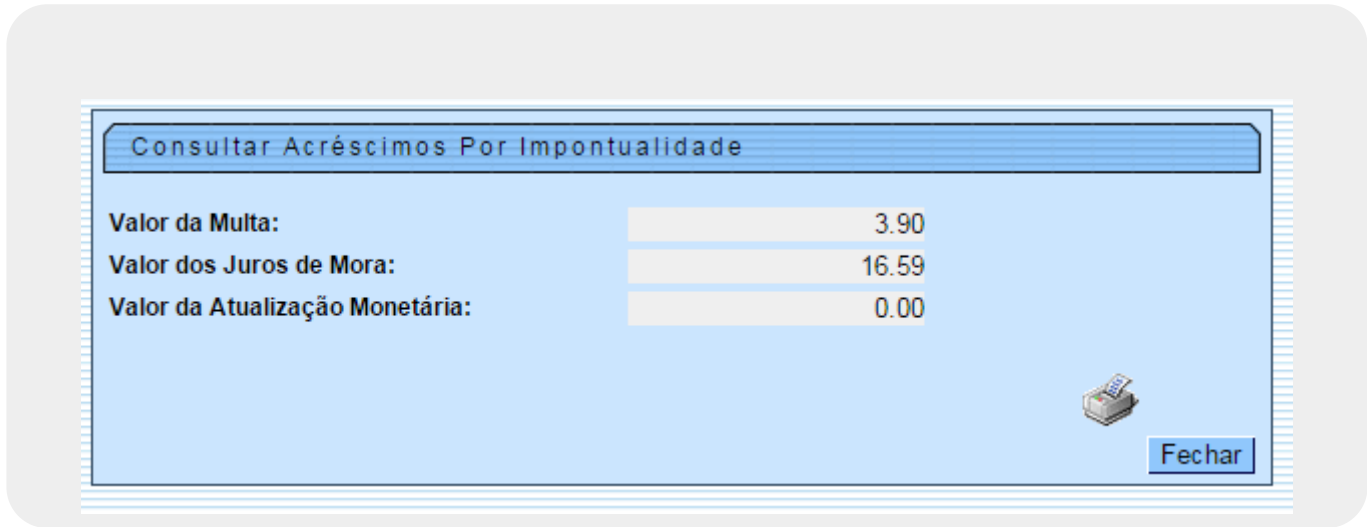 Consultar Acréscimos Por Impontualidade
Valor da Multa: 3.90
Valor dos Juros de Mora: 16.59
Valor da Atualização Monetária: 0.00
Fechar